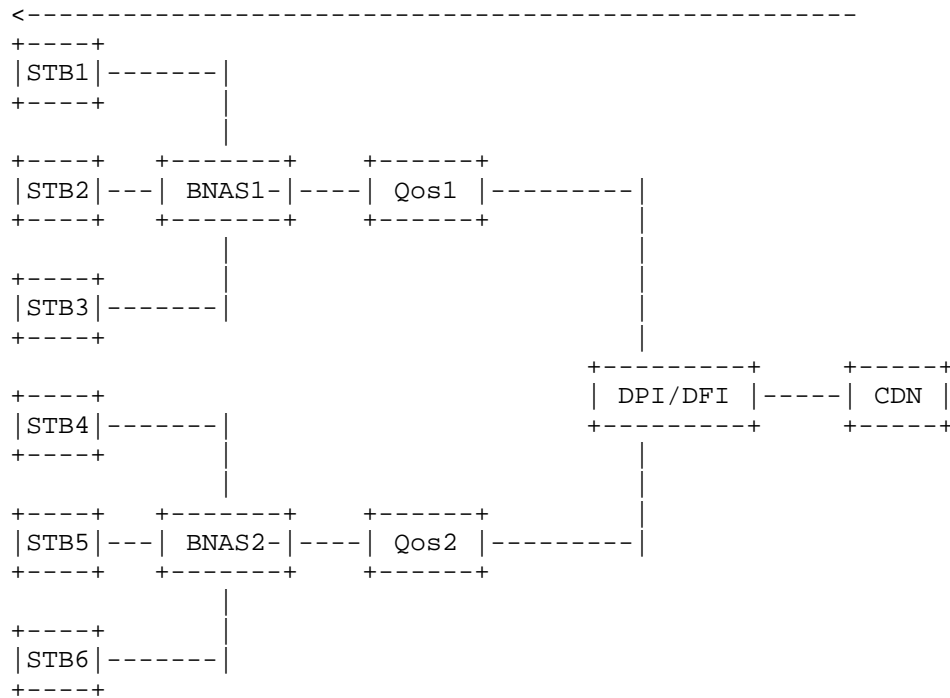 STB1
STB2 BNAS1 Qos1
STB3
DPI/DFI CDN
STB4
STB5 BNAS2 Qos2
STB6